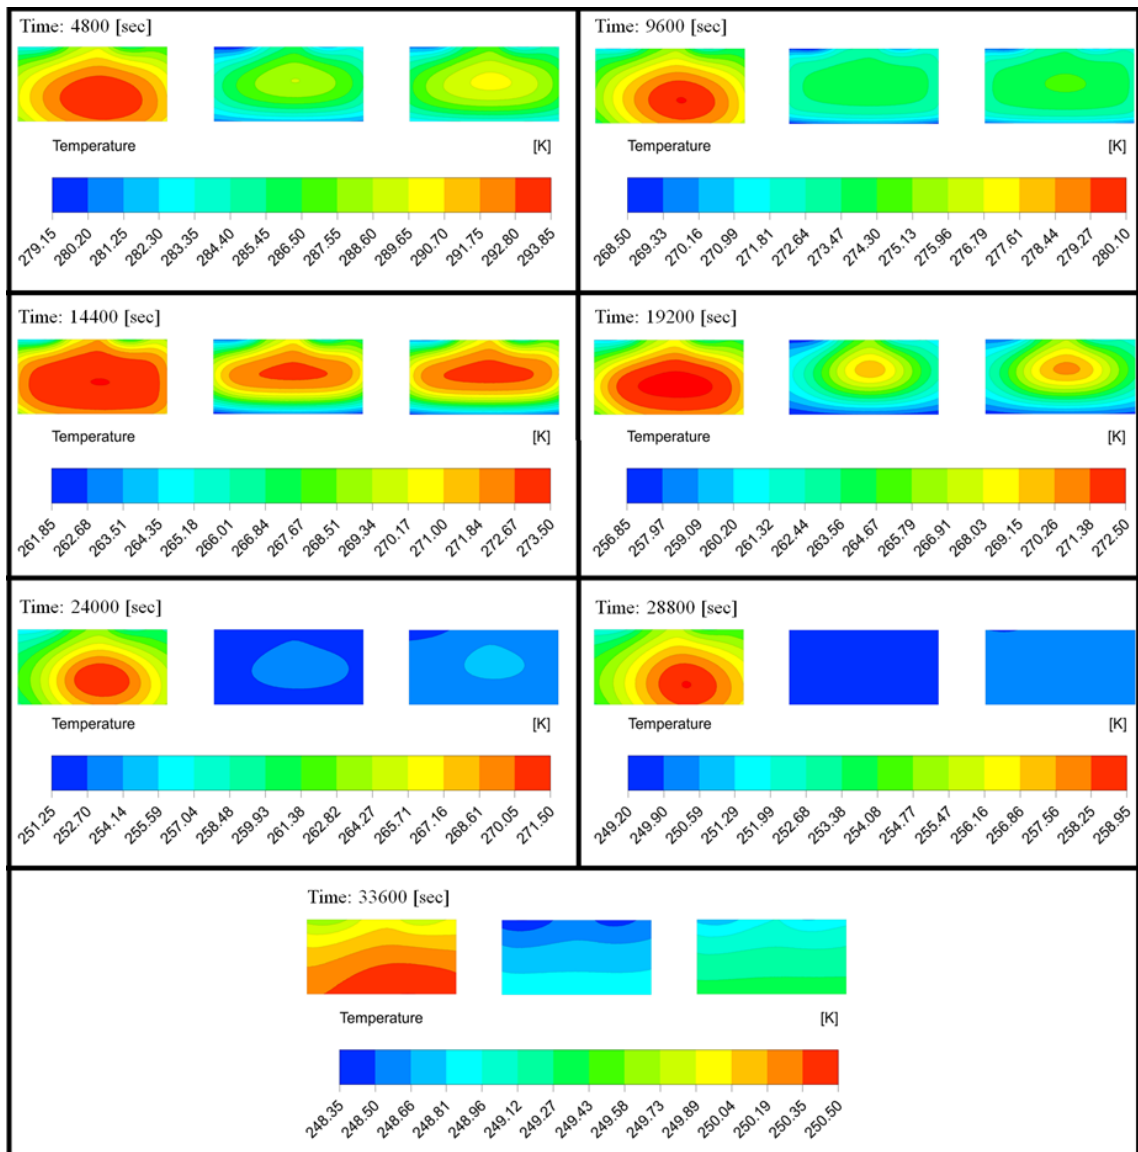 Time: 4800 [sec]
Temperature [K]
279.15 280.20 281.25 282.30 283.35 284.40 285.45 286.50 287.55 288.60 289.65 290.70 291.75 292.80 293.85
Time: 9600 [sec]
Temperature [K]
268.50 269.33 270.16 270.99 271.81 272.64 273.47 274.30 275.13 275.96 276.79 277.61 278.44 279.27 280.10
Time: 14400 [sec]
Temperature [K]
261.85 262.68 263.51 264.35 265.18 266.01 266.84 267.67 268.51 269.34 270.17 271.00 271.84 272.67 273.50
Time: 19200 [sec]
Temperature [K]
256.85 257.97 259.09 260.20 261.32 262.44 263.56 264.67 265.79 266.91 268.03 269.15 270.26 271.38 272.50
Time: 24000 [sec]
Temperature [K]
251.25 252.70 254.14 255.59 257.04 258.48 259.93 261.38 262.82 264.27 265.71 267.16 268.61 270.05 271.50
Time: 28800 [sec]
Temperature [K]
249.20 249.90 250.59 251.29 251.99 252.68 253.38 254.08 254.77 255.47 256.16 256.86 257.56 258.25 258.95
Time: 33600 [sec]
Temperature [K]
248.35 248.50 248.66 248.81 248.96 249.12 249.27 249.43 249.58 249.73 249.89 250.04 250.19 250.35 250.50